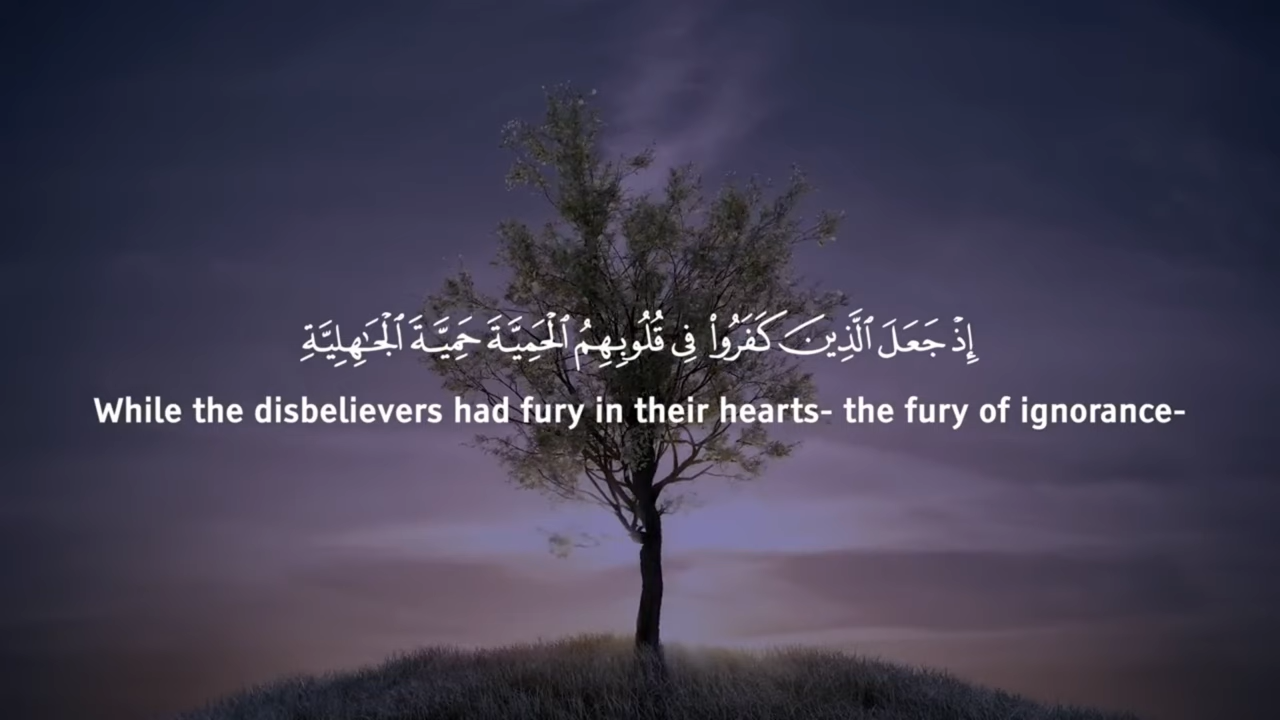 إِذْ جَعَلَ ٱلَّذِينَ كَفَرُوا۟ فِى قُلُوبِهِمُ ٱلْحَمِيَّةَ حَمِيَّةَ ٱلْجَـٰهِلِيَّةِ
While the disbelievers had fury in their hearts- the fury of ignorance-